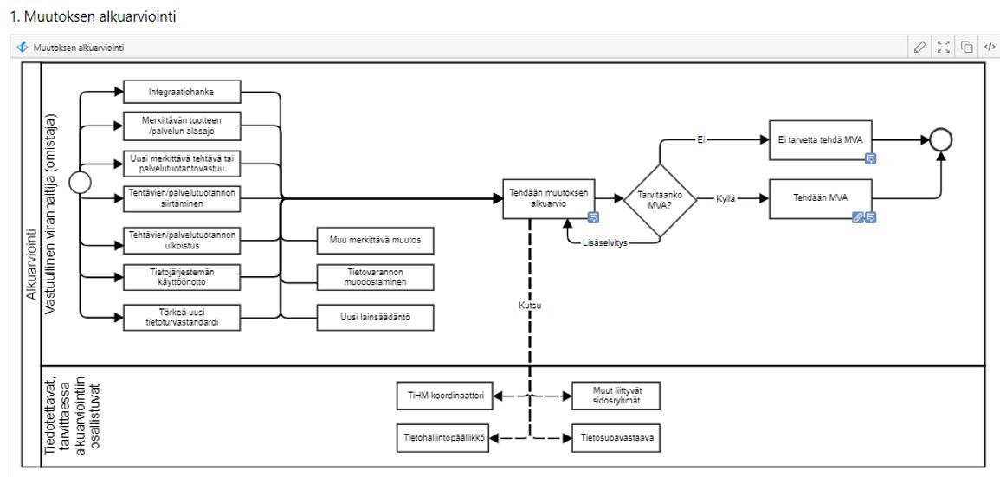 1. Muutoksen alkuarviointi
Muutoksen alkuarviointi
</>
Alkuarviointi
Vastuullinen viranhaltija (omistaja)
Integraatiohanke
Merkittävän tuotteen
/palvelun alasajo
Uusi merkittävä tehtävä tai
palvelutuotantovastuu
Tehtävien/palvelutuotannon
siirtäminen
Tehtävien/palvelutuotannon
ulkoistus
Tietojärjestemän
käyttöönotto
Tärkeä uusi
tietoturvastandardi
Muu merkittävä muutos
Tietovarannon
muodostaminen
Uusi lainsäädäntö
Tehdään muutoksen
alkuarvio
Tarvitaanko
MVA?
Ei
Ei tarvetta tehdä MVA
Kyllä
Tehdään MVA
Lisäselvitys
Kutsu
Tiedotettavat,
tarvittaessa
alkuarviointiin
osallistuvat
TiHM koordinaattori
Muut liittyvät
sidosryhmät
Tietohallintopäällikkö
Tietosuoavastaava